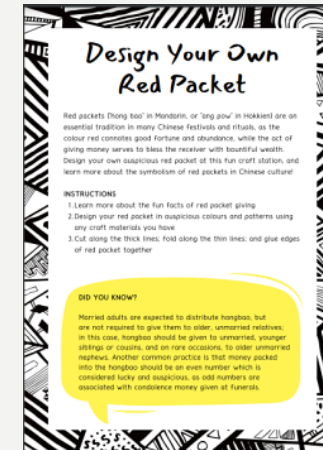 Design Your Own
Red Packet
Red packets ('hong bao' in Mandarin, or 'ang pow' in Hokkien) are an
essential tradition in many Chinese festivals and rituals, as the
colour red connotes good fortune and abundance, while the act of
giving money serves to bless the receiver with bountiful wealth.
Design your own auspicious red packet at this fun craft station, and
learn more about the symbolism of red packets in Chinese culture!
INSTRUCTIONS
1. Learn more about the fun facts of red packet giving
2. Design your red packet in auspicious colours and patterns using
any craft materials you have
3. Cut along the thick lines; fold along the thin lines; and glue edges
of red packet together
DID YOU KNOW?
Married adults are expected to distribute hongbao, but
are not required to give them to older, unmarried relatives;
in this case, hongbao should be given to unmarried, younger
siblings or cousins, and on rare occasions, to older unmarried
nephews. Another common practice is that money packed
into the hongbao should be an even number which is
considered lucky and auspicious, as odd numbers are
associated with condolence money given at funerals.